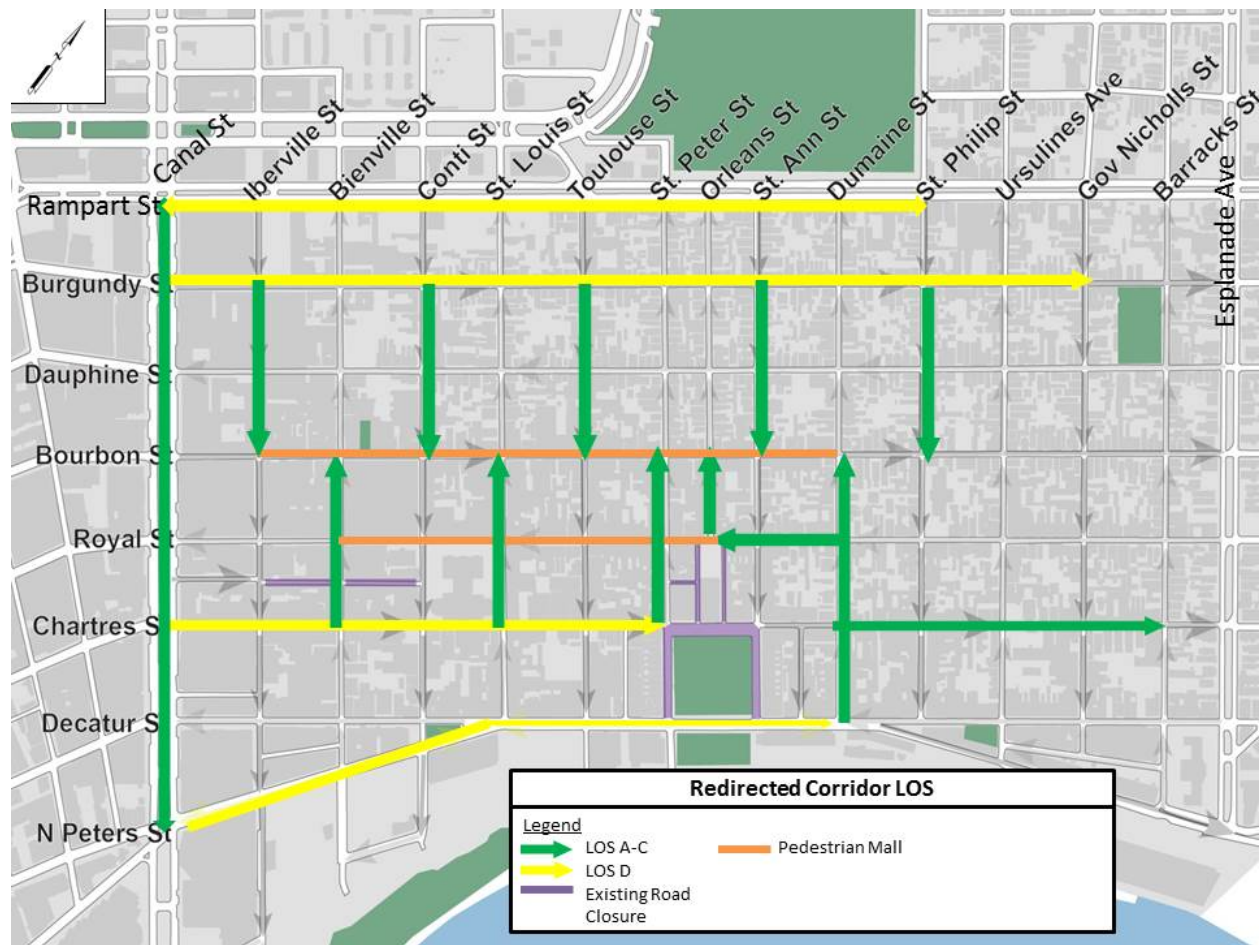 Canal St
Iberville St
Bienville St
Conti St
St. Louis St
Toulouse St
St. Peter St
Orleans St
St. Ann St
Dumaine St
St. Phillip St
Ursulines Ave
Gov Nicholls St
Barracks St
Esplanade Ave
Rampart St
Burgundy St
Dauphine St
Bourbon St
Royal St
Chartres S
Decatur S
N Peters St
Redirected Corridor LOS
Legend
LOS A-C
Pedestrian Mall
LOS D
Existing Road
Closure